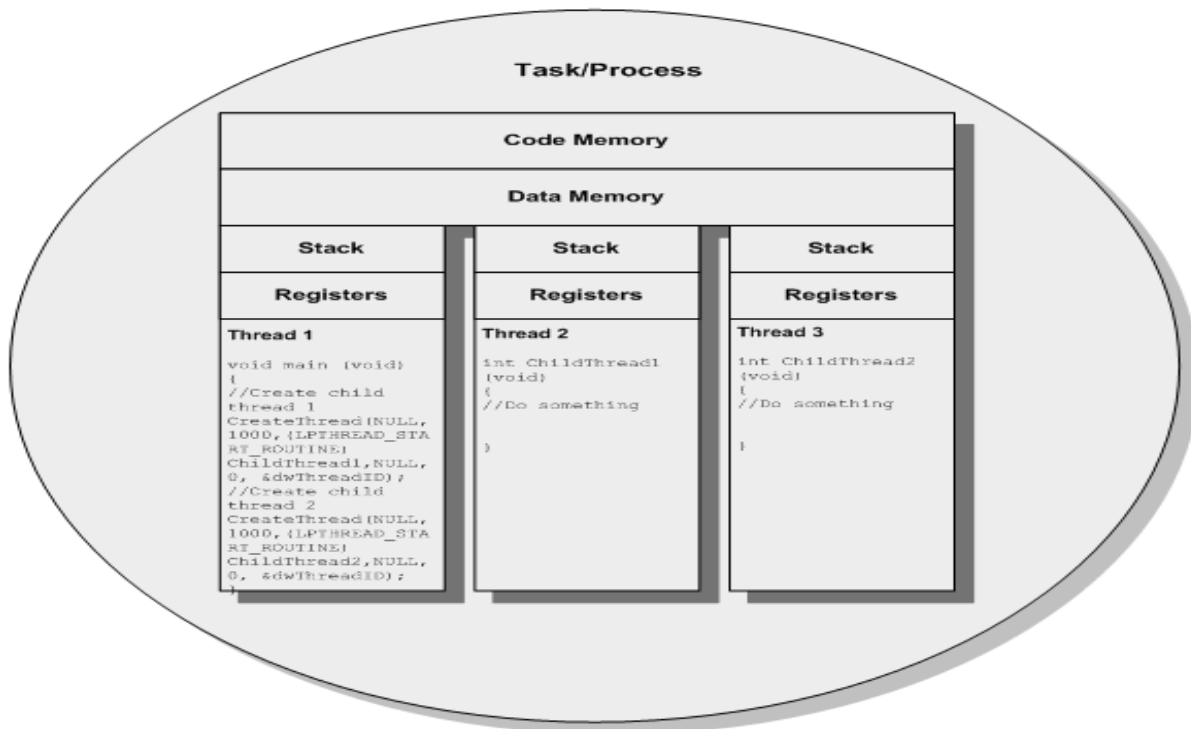 Task/Process
Code Memory
Data Memory
Stack
Registers
Thread 1
void main (void)
{
//Create child
thread 1
CreateThread(NULL,
1000,(LPTHREAD_STA
RT_ROUTINE)
ChildThread1,NULL,
0, &dwThreadID);
//Create child
thread 2
CreateThread(NULL,
1000,(LPTHREAD_STA
RT_ROUTINE)
ChildThread2,NULL,
0, &dwThreadID);
}
Stack
Registers
Thread 2
int ChildThread1
(void)
{
//Do something
}
Stack
Registers
Thread 3
int ChildThread2
(void)
{
//Do something
}